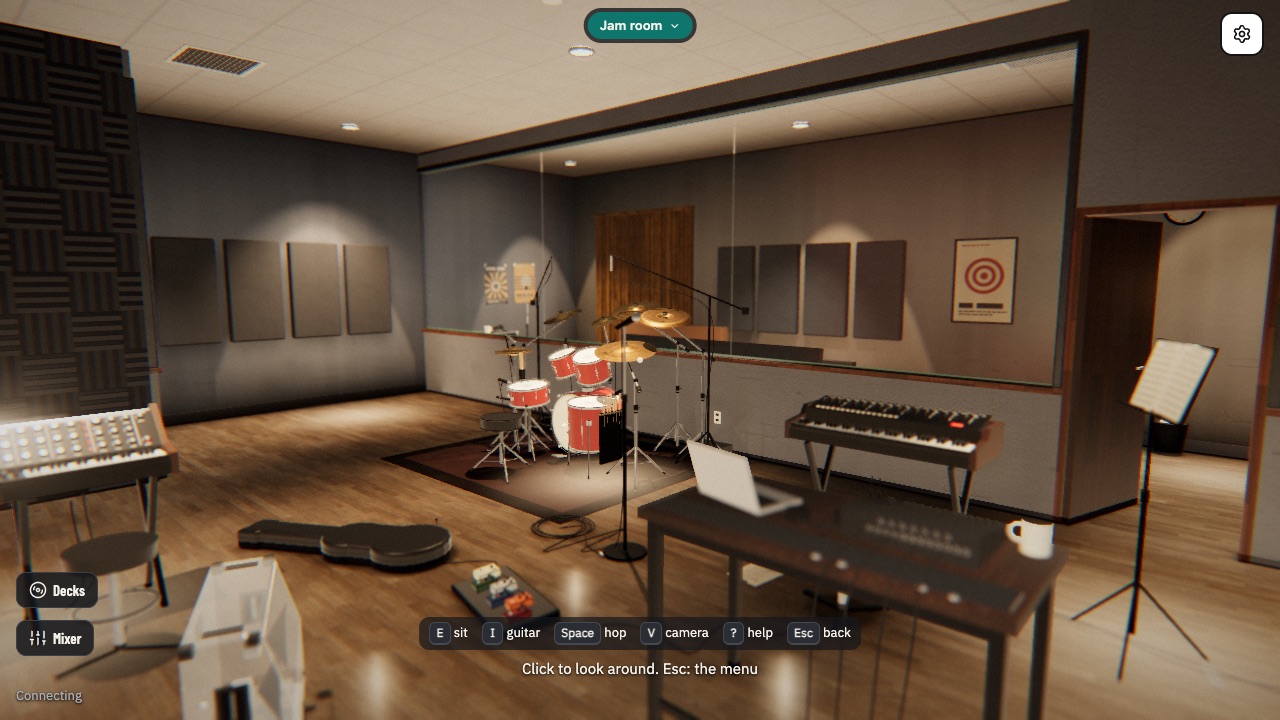 Jam room
Decks
Mixer
E sit I guitar Space hop V camera ? help Esc back
Click to look around. Esc: the menu
Connecting